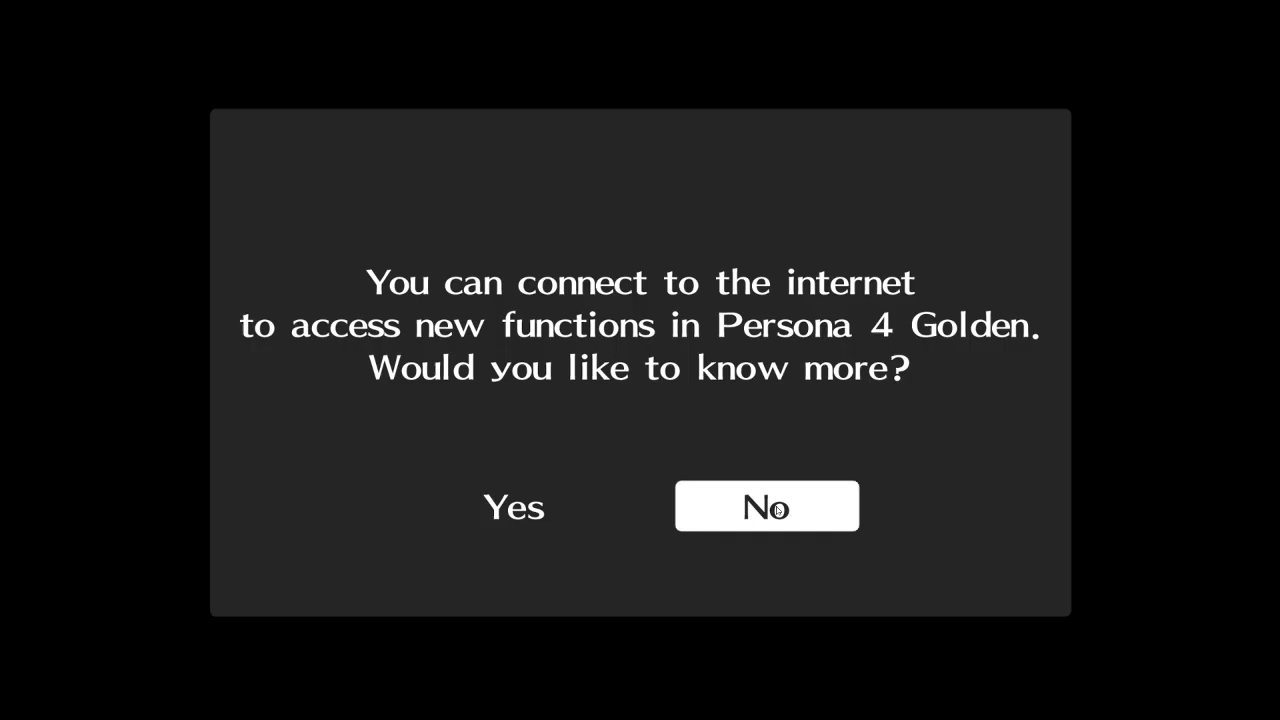 You can connect to the internet
to access new functions in Persona 4 Golden.
Would you like to know more?
Yes
No